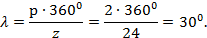 λ = p · 360⁰ / z = 2 · 360⁰ / 24 = 30⁰.